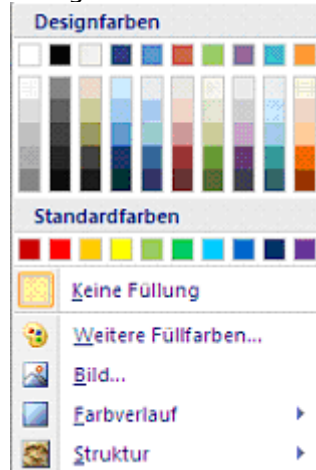 Designfarben
Standardfarben
Keine Füllung
Weitere Füllfarben...
Bild...
Farbverlauf
Struktur